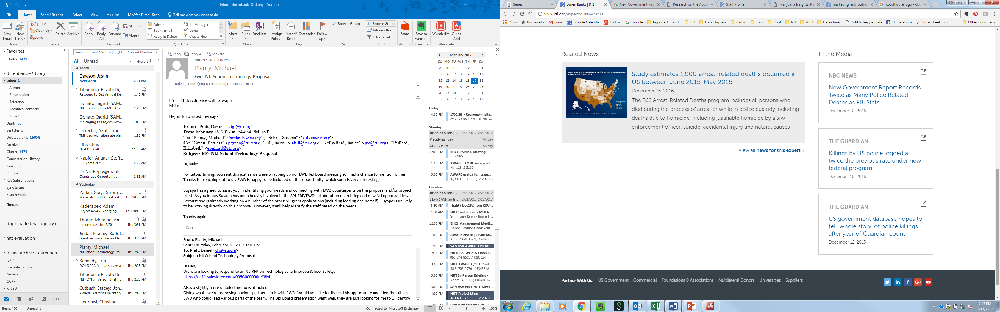 Inbox - durenbanks@rti.org - Outlook
File Home Send / Receive Folder View Add-ins McAfee E-mail Scan Tell me what you want to do
New Email
New Items
Ignore
Clean Up
Junk
Delete
Archive
Reply
Reply All
Forward
Meeting
More
Admin
Team Email
Reply & Delete
To Manager
Done
Create New
Move
Rules
OneNote
Assign Policy
Unread/ Read
Categorize
Follow Up
Browse Groups
Browse Groups
Address Book
Filter Email
Store
Save to Evernote
Wunderlist
Quick Add
New Delete Respond Quick Steps Move Tags Groups Find Add-ins Evernote Wunderlist
Favorites
Clutter 1479
durenbanks@rti.org
Inbox 1
Admin
Presentations
Reference
Technical contacts
Travel
Drafts [60]
Sent Items
Deleted Items 16058
Archive
Clutter 1479
Conversation History
Junk Email
Outbox
RSS Subscriptions
Sync Issues
Search Folders
Groups
doj-dcra federal agency r...
nitt evaluation
online archive - durenban...
QRD
Scientific Stature
Archive
CCRP
RTI BD
Items: 400 Unread: 1
Search Current Mailbox (... Current Mailbox
All Unread Newest
Today
Dawson, Justin
Next week 2:13 PM
Tibaduiza, Elizabeth; ...
Respond to OY1 Annual Re... 1:48 PM
Donato, Ingrid (SAM...
NITT Evaluation & MHFA Ev... 1:20 PM
Donato, Ingrid (SAM...
Messaging to Project AWA... 1:18 PM
Derecho, Azot; Trud...
TMHL survey - alternate pla... 1:16 PM
Ellis, Chris
Next BJS Call... 11:55 AM
Napier, Ariana; Steff...
CPS completes 8:55 AM
DoNotReply@grants....
Grants.gov Opportunities ... 2:48 AM
Yesterday
Zarkin, Gary; Strom, ...
Materials for BHCJ Retreat -... Thu 10:58 PM
Kaderabek, Adam
Project AWARE charging Thu 10:16 PM
Thorne-Morning, Am...
parking pass for 2/20 Thu 3:31 PM
Jindal, Pranav; Ruddl...
Guest lecture at Kenan-Fla... Thu 3:25 PM
Planty, Michael
NIJ School Technology Pro... Thu 2:48 PM
Kennedy, Erin
DOJ-DCRA federal survey sc... Thu 2:28 PM
Tibaduiza, Elizabeth
NITT OY1 In-person Briefing... Thu 2:23 PM
Cutbush, Stacey; Joh...
AWARE: Activities Inventory... Thu 2:16 PM
Lindquist, Christine
Reply Reply All Forward
Thu 2/16/2017 2:48 PM
Planty, Michael
Fwd: NIJ School Technology Proposal
To Trudeau, James (Jim); Banks, Duren; Lattimore, Pamela
FYI...I'll touch base with Suyapa.
Mike
Begin forwarded message:
From: "Pratt, Daniel" <djp@rti.org>
Date: February 16, 2017 at 2:44:54 PM EST
To: "Planty, Michael" <mplanty@rti.org>, "Silvia, Suyapa" <ssilvia@rti.org>
Cc: "Green, Patricia" <pgreen@rti.org>, "Hill, Jason" <jahill@rti.org>, "Kelly-Reid, Janice" <jrk@rti.org>, "Bullard,
Elizabeth" <ebullard@rti.org>
Subject: RE: NIJ School Technology Proposal
Hi, Mike.
Fortuitous timing: you sent this just as we were wrapping up our EWD bid board meeting so I had a chance to mention it then.
Thanks for reaching out to us. EWD is happy to be included on this opportunity, which sounds very interesting.
Suyapa has agreed to assist you in identifying your needs and connecting with EWD counterparts on the proposal and/or project
front. As you know, Suyapa has been heavily involved in the SPHERE/EWD collaboration on existing and new NIJ opportunities.
Because she is already working on a number of the other NIJ grant applications (including leading one herself), Suyapa is unlikely
to be working directly on this proposal. However, she'll help identify the staff based on the needs.
Thanks again.
- Dan
From: Planty, Michael
Sent: Thursday, February 16, 2017 1:00 PM
To: Pratt, Daniel <djp@rti.org>
Subject: NIJ School Technology Proposal
Hi Dan,
Were are looking to respond to an NIJ RFP on Technologies to Improve School Safety:
https://na11.salesforce.com/006G000000reY8M
Also, a slightly more detailed memo is attached.
Giving what I we're proposing obvious partnership is with EWD. Would you like to discuss this opportunity and identify folks in
EWD who could lead various parts of the team. The Bid Board presentation went well, they are just looking for me to 1) identify
Connected to: Microsoft Exchange 100%
February 2017
SU MO TU WE TH FR SA
29 30 31 1 2 3 4
5 6 7 8 9 10 11
12 13 14 15 16 17 18
19 20 21 22 23 24 25
26 27 28 1 2 3 4
5 6 7 8 9 10 11
Today
4:00 PM 1700.284- Regroup--Invita...
At&T Conf. Line: 888-706-...
Monday
Justin potentiall... 2/20/2017-2/24/2017
Presidents' Day All day
UNC Lecture All day
12:00 PM BHCJ Division Meeting
Cox MPR
1:00 PM AWARE--TMHL survey ad...
Hill 111; 2-3100
3:00 PM AWARE evaluation team...
[R] CR Hill-311; [R] MM RTP...
Tuesday
Justin potentiall... 2/20/2017-2/24/2017
Likely SAMHSA trip 2/21/2017-2/22/2017
6:10 AM Flight# DL6182 from RDU...
9:00 AM NITT Evaluation & MHFA...
In-person: Bridge Room 1...
12:00 PM BHCJ Management Meeti...
Hobbs Ground Floor; calli...
1:00 PM AWARE-SEA In-person Bri...
Room 14-NEH-01; Call-in:...
1:00 PM SAMHSA AWARE FPO ME...
2:15 PM NITT: PA GPO/TA Check-I...
866-244-8528 / 9286534
3:00 PM NITT AWARE C/SEA Conf...
(866) 708-9770,,,4534681#
3:00 PM NITT In-Person Briefing -...
Room 14SEH02; Call-in: 1-...
3:00 PM SAMHSA NITT FULL MEET...
4:00 PM NITT Project Mgmt
[R] CR Hill-311; [R] MM RTP...
Series Duren Banks | RTI New Government Rep Research on the Abus Staff Profile Marijuana Insights: Re marketing_and_outrea courthouse logo - Goo Duren
www.rti.org/expert/duren-banks
Apps Bookmarks Gmail Google Calendar Todoist Google Imported From IE BD Data Displays Caitlin John Root RTI ARD Data-driven Add to Pepperplate (1) Facebook Smartsheet.com Other bookmarks
Related News
Study estimates 1,900 arrest-related deaths occurred in
US between June 2015-May 2016
December 15, 2016
The BJS Arrest-Related Deaths program includes all persons who
died during the process of arrest or while in police custody including
deaths due to homicide, including justifiable homicide by a law
enforcement officer, suicide, accidental injury and natural causes
View all news for this expert
In the Media
NBC NEWS
New Government Report Records
Twice as Many Police Related
Deaths as FBI Stats
December 18, 2016
THE GUARDIAN
Killings by US police logged at
twice the previous rate under new
federal program
December 15, 2016
THE GUARDIAN
US government database hopes to
tell 'whole story' of police killings
after year of Guardian count
December 12, 2015
Partner With Us: US Government Commercial Foundations & Associations Multilateral Donors Universities Suppliers
2:13 PM
2/17/2017